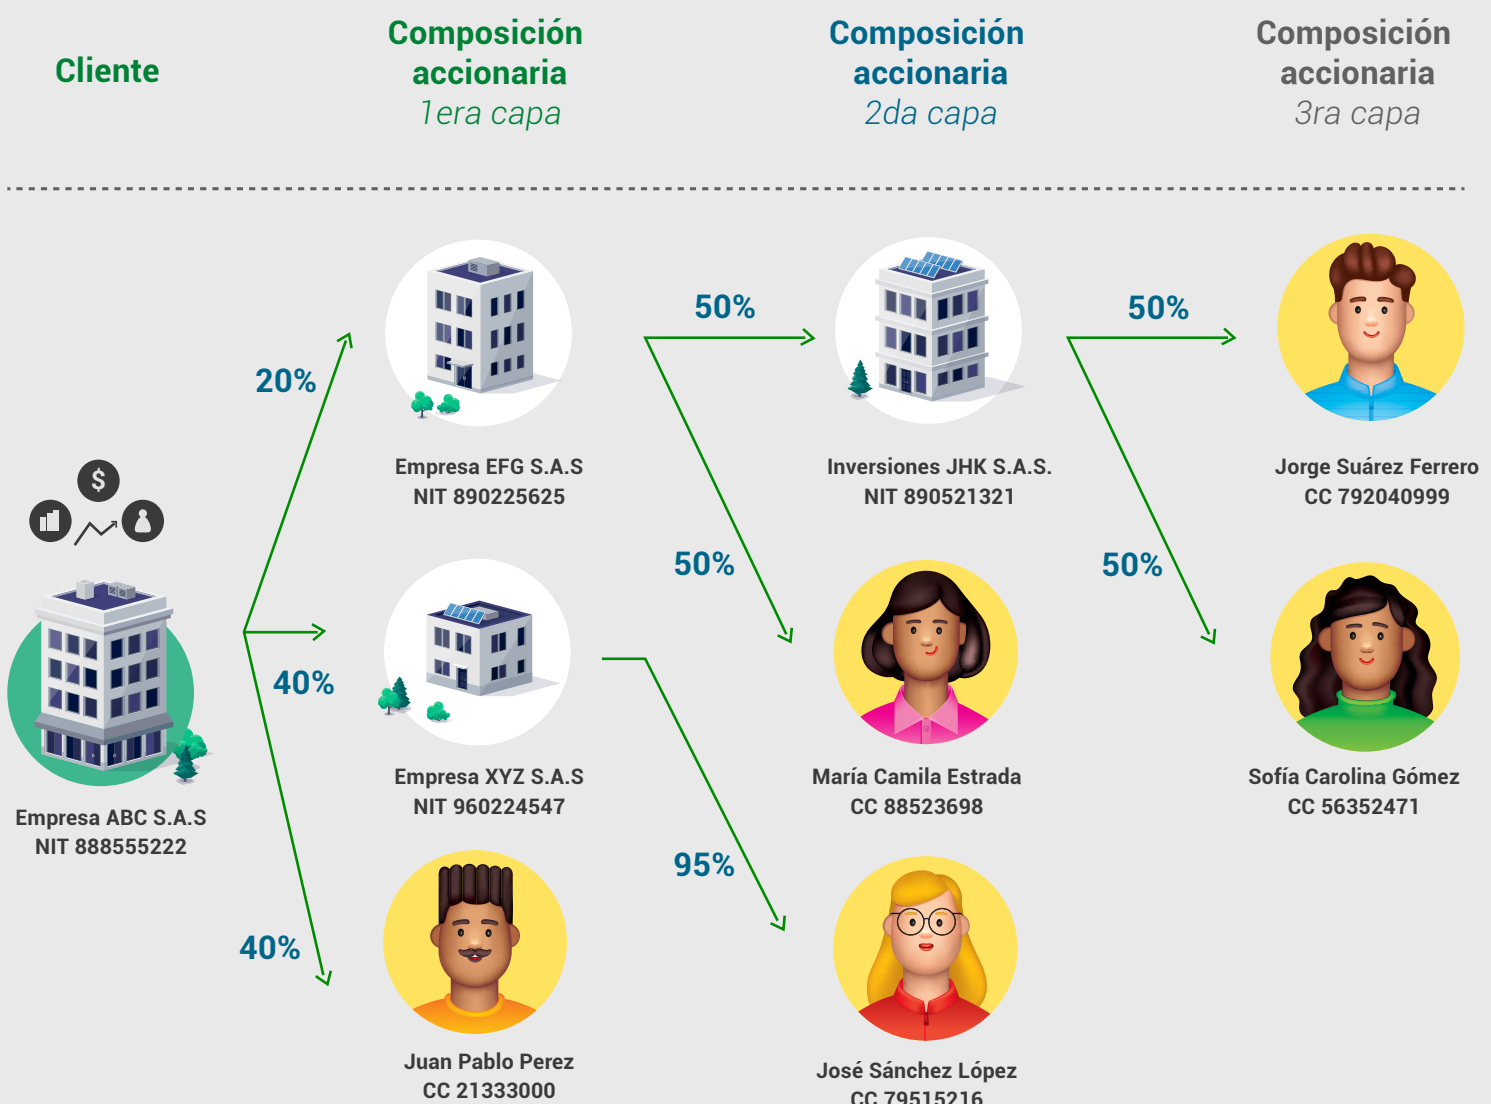 Cliente
Composición
accionaria
1era capa
Composición
accionaria
2da capa
Composición
accionaria
3ra capa
20%
40%
40%
50%
50%
95%
50%
50%
$
Empresa ABC S.A.S
NIT 888555222
Empresa EFG S.A.S
NIT 890225625
Empresa XYZ S.A.S
NIT 960224547
Juan Pablo Perez
CC 21333000
Inversiones JHK S.A.S.
NIT 890521321
María Camila Estrada
CC 88523698
José Sánchez López
CC 79515216
Jorge Suárez Ferrero
CC 792040999
Sofía Carolina Gómez
CC 56352471